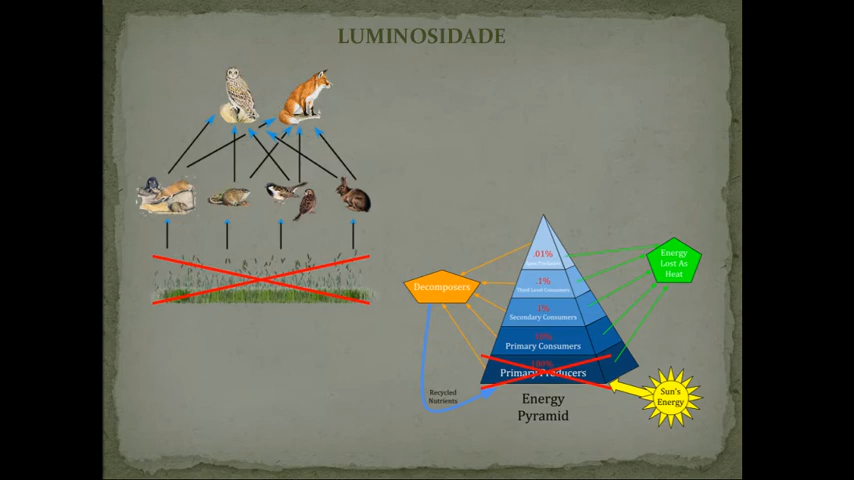 LUMINOSIDADE
.01%
.1%
Third Level Consumers
1%
Secondary Consumers
Primary Consumers
100%
Primary Producers
Decomposers
Energy
Lost As
Heat
Recycled
Nutrients
Sun's
Energy
Energy
Pyramid